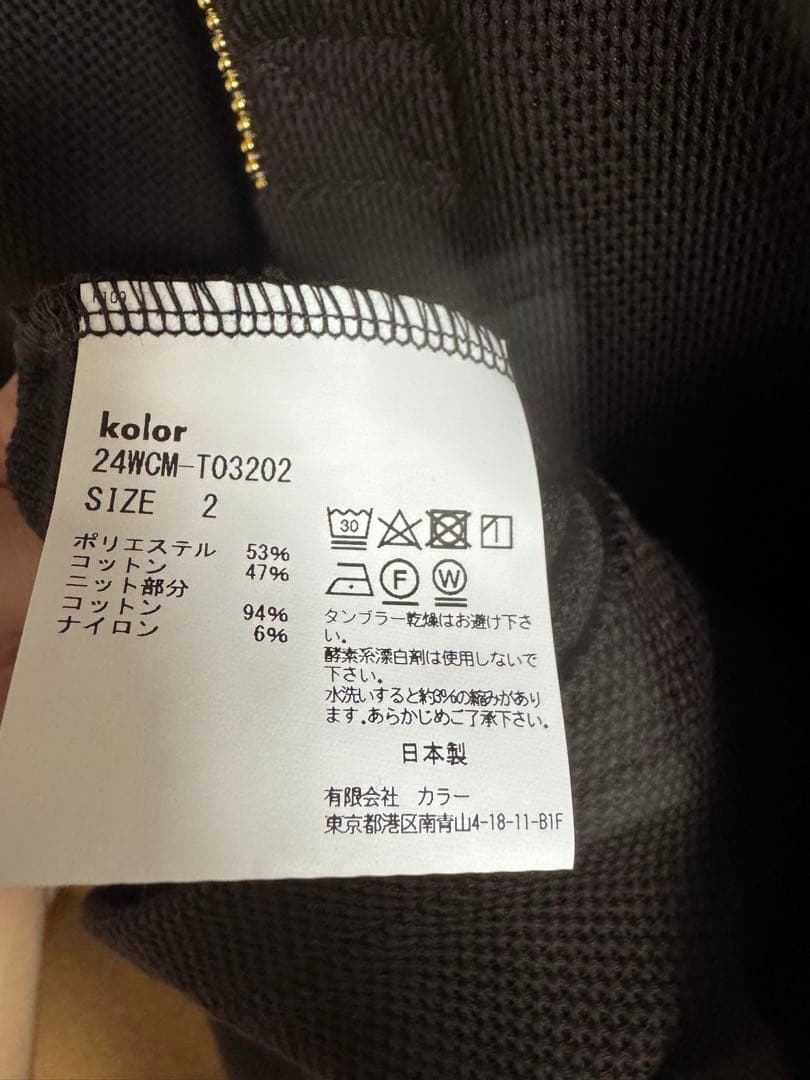 kolor
24WCM-T03202
SIZE 2
ポリエステル 53%
コットン 47%
ニット部分
コットン 94%
ナイロン 6%
30
F
W
タンブラー乾燥はお避け下さ
い。
酵素系漂白剤は使用しないで
下さい。
水洗いすると約3%の縮みがあり
ます。あらかじめご了承下さい。
日本製
有限会社 カラー
東京都港区南青山4-18-11-B1F